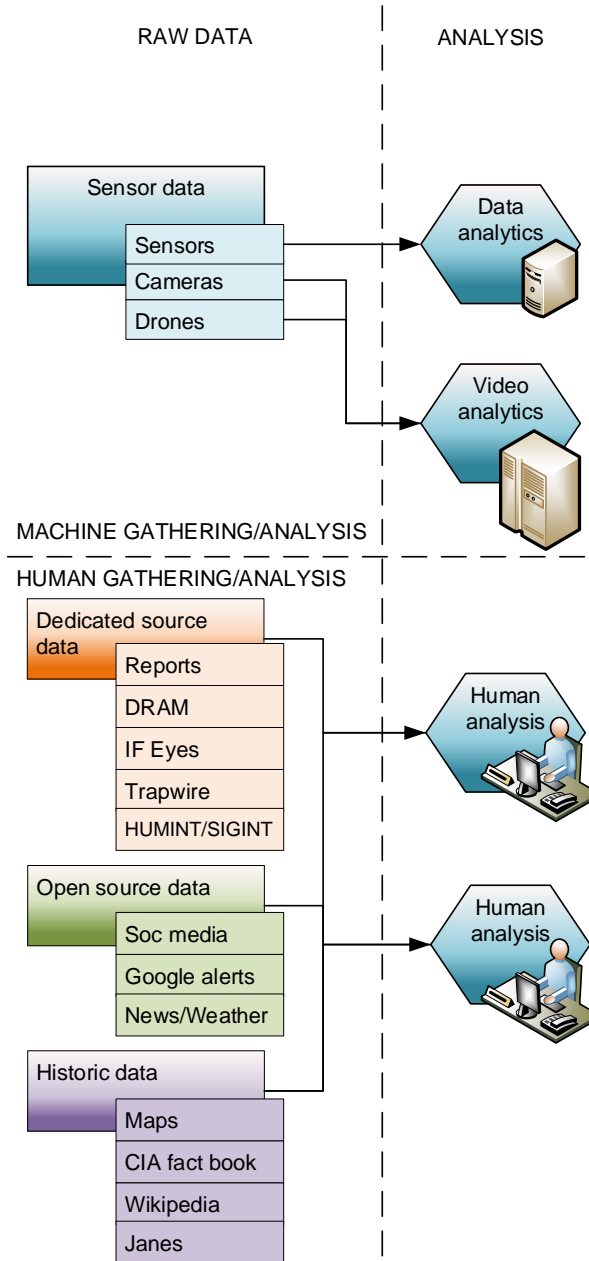 RAW DATA
ANALYSIS
Sensor data
Sensors
Cameras
Drones
Data
analytics
Video
analytics
MACHINE GATHERING/ANALYSIS
HUMAN GATHERING/ANALYSIS
Dedicated source
data
Reports
DRAM
IF Eyes
Trapwire
HUMINT/SIGINT
Human
analysis
Open source data
Soc media
Google alerts
News/Weather
Human
analysis
Historic data
Maps
CIA fact book
Wikipedia
Janes